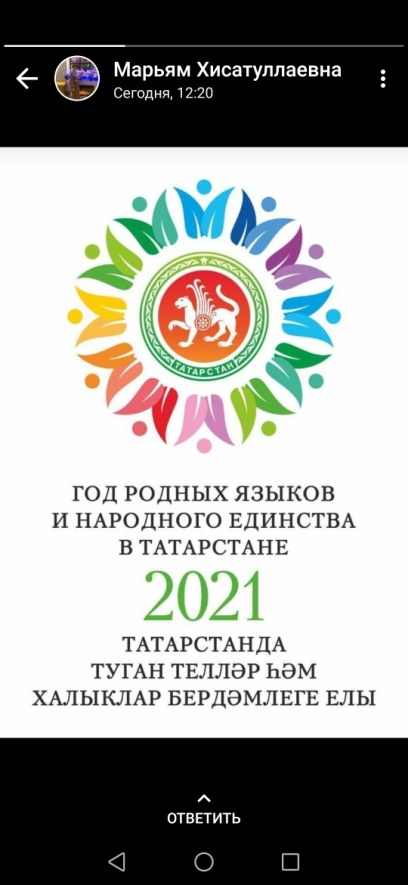 Марьям Хисатуллаевна
Сегодня, 12:20
ТАТАРСТАН
ГОД РОДНЫХ ЯЗЫКОВ
И НАРОДНОГО ЕДИНСТВА
В ТАТАРСТАНЕ
2021
ТАТАРСТАНДА
ТУГАН ТЕЛЛӘР ҺӘМ
ХАЛЫКЛАР БЕРДӘМЛЕГЕ ЕЛЫ
ОТВЕТИТЬ